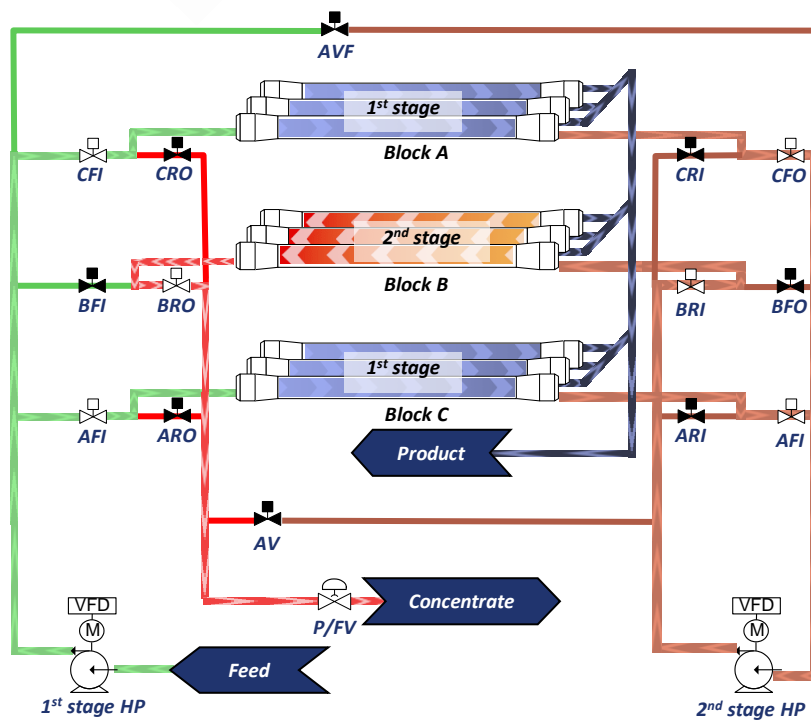 AVF
1st stage
Block A
CFI
CRO
CRI
CFO
2nd stage
Block B
BFI
BRO
BRI
BFO
1st stage
Block C
AFI
ARO
ARI
AFI
Product
AV
Concentrate
P/FV
VFD
M
VFD
M
Feed
1st stage HP
2nd stage HP